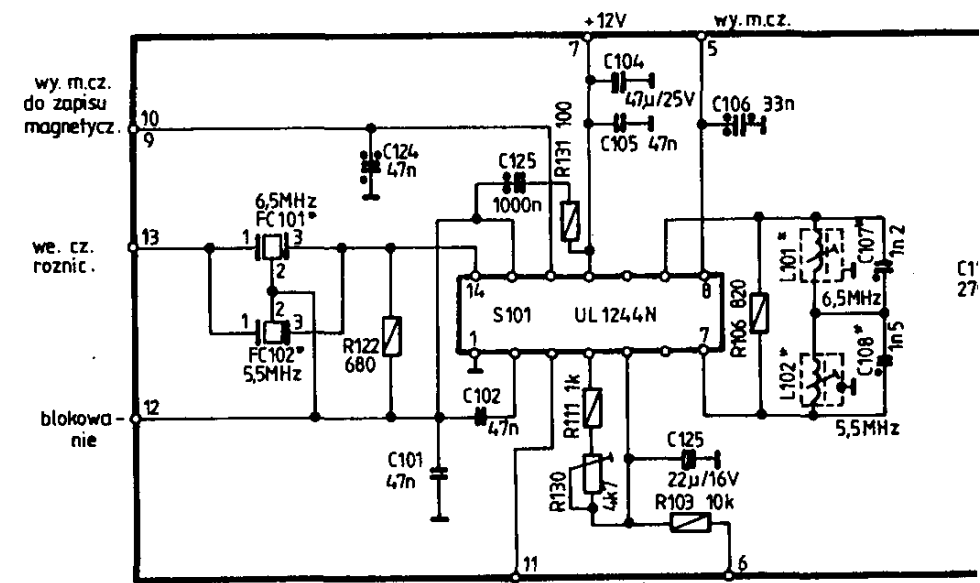 +12V
wy.m.cz.
7
5
wy. m.cz.
do zapisu
magnetycz.
10
9
C104
47µ/25V
C106 33n
C105 47n
R131 100
C124
47n
C125
1000n
6,5MHz
FC101*
we. cz.
roznic.
13
1
3
2
2
1
3
FC102*
5,5MHz
R122
680
14
8
S101
UL1244N
1
7
R106 820
L101*
C107*
1n2
6,5MHz
L102*
C108*
1n5
5,5MHz
C11
27
blokowa-
nie
12
C102
47n
C101
47n
R111 1k
R130
4k7
C125
22µ/16V
R103 10k
11
6